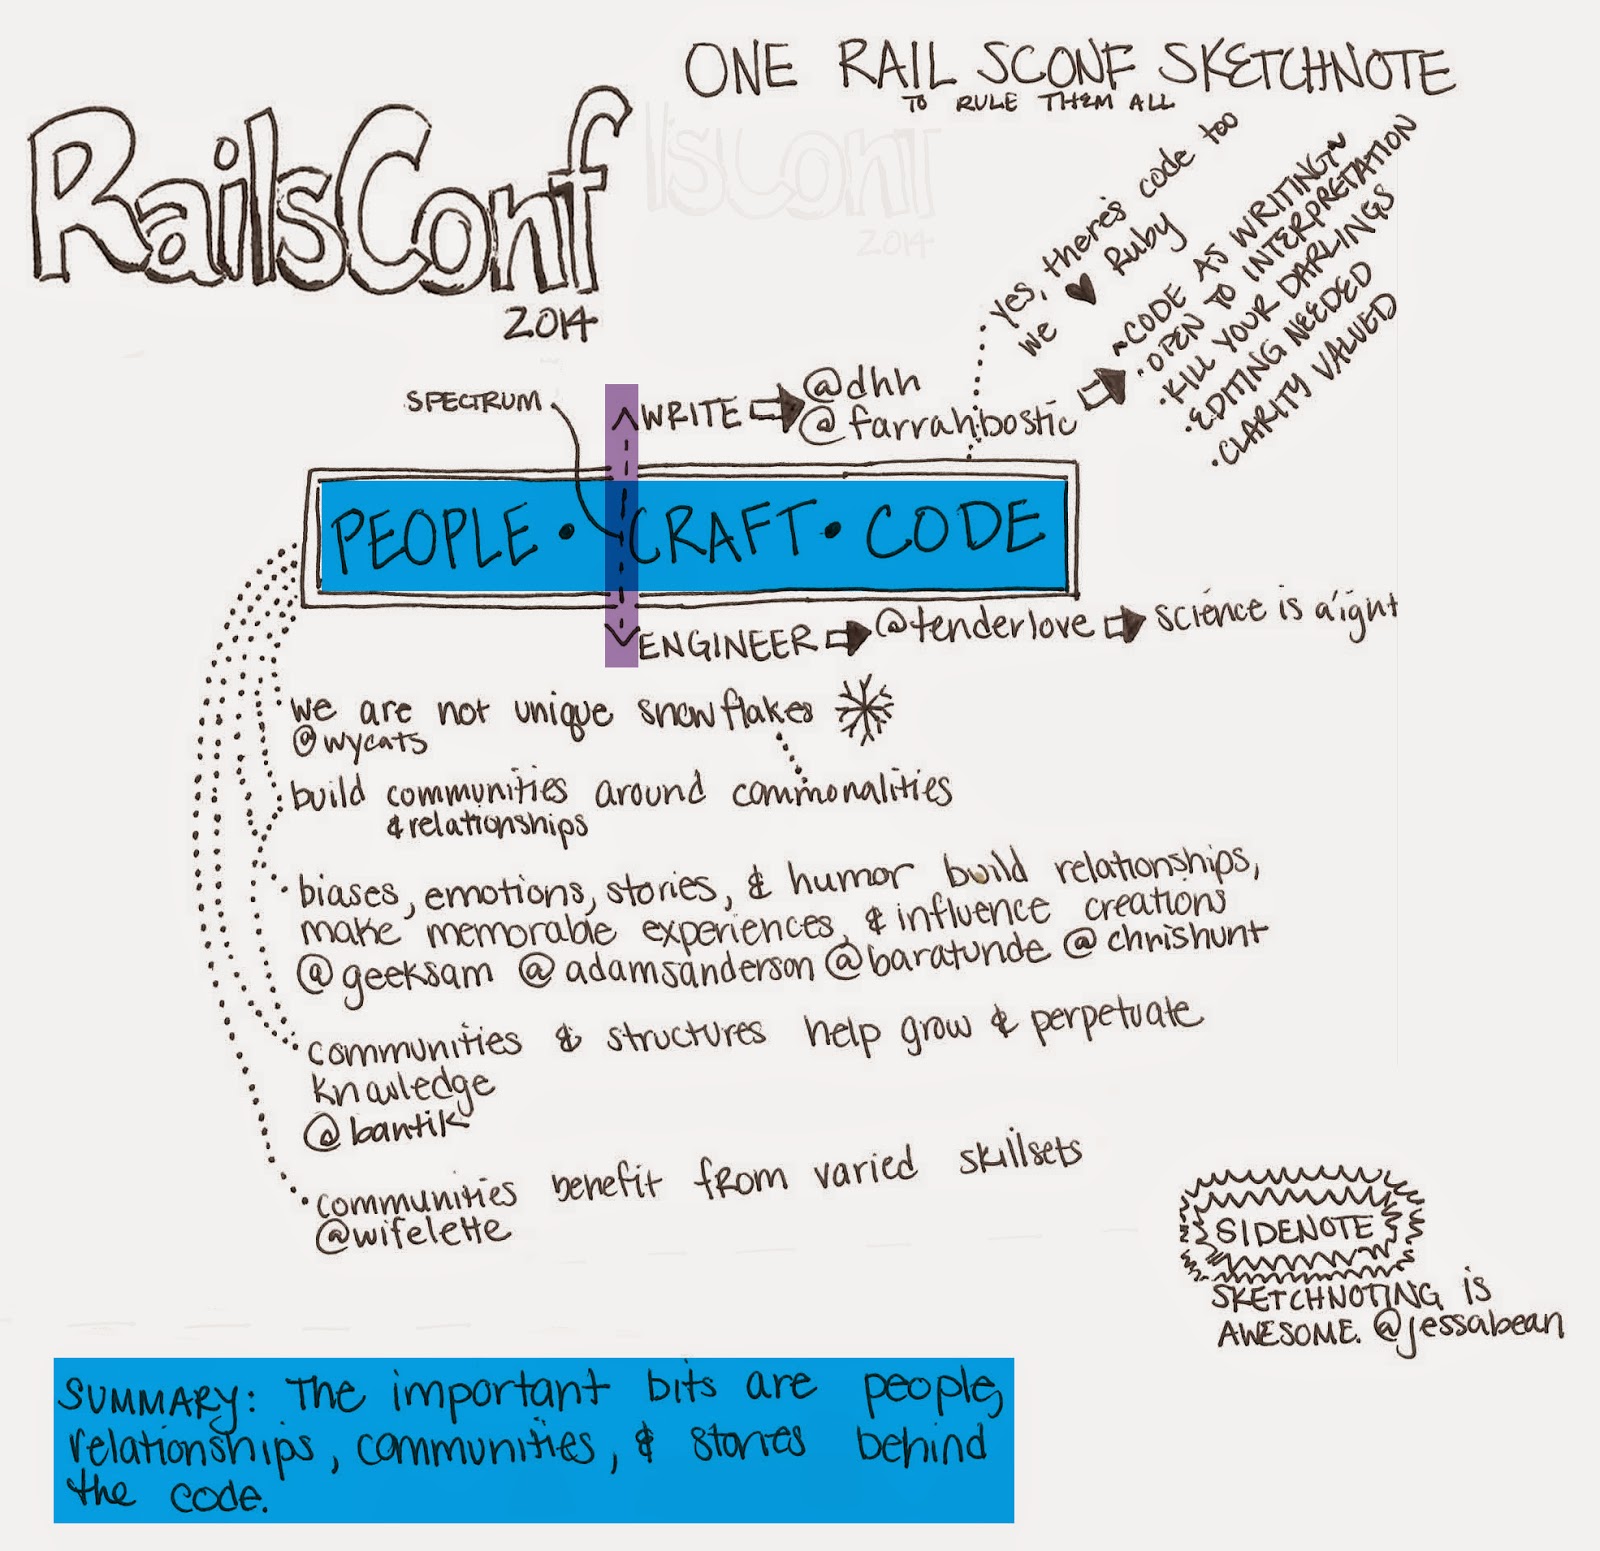 ONE RAILSCONF SKETCHNOTE
TO RULE THEM ALL
RailsConf
2014
lsConf
2014
yes, there's code too
we ♥ Ruby
~CODE AS WRITING~
• OPEN TO INTERPRETATION
• KILL YOUR DARLINGS
• EDITING NEEDED
• CLARITY VALUED
SPECTRUM
WRITE ⇨ @dhh
@farrahbostic ⇨
PEOPLE • CRAFT • CODE
ENGINEER ⇨ @tenderlove ⇨ science is a'ight
we are not unique snowflakes
@wycats
build communities around commonalities
& relationships
biases, emotions, stories, & humor build relationships,
make memorable experiences, & influence creations
@geeksam @adamsanderson @baratunde @chrishunt
communities & structures help grow & perpetuate
knowledge
@bantik
communities benefit from varied skillsets
@wifelette
SIDENOTE
SKETCHNOTING is
AWESOME. @jessabean
SUMMARY: The important bits are people,
relationships, communities, & stories behind
the code.